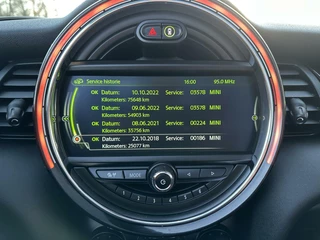 Service historie 16:00 95.0 MHz
OK Datum: 10.10.2022 Service: 03578 MINI
Kilometers: 75648 km
OK Datum: 09.06.2022 Service: 03578 MINI
Kilometers: 54903 km
OK Datum: 08.06.2021 Service: 00224 MINI
Kilometers: 35756 km
OK Datum: 22.10.2018 Service: 00186 MINI
Kilometers: 25077 km
MODE